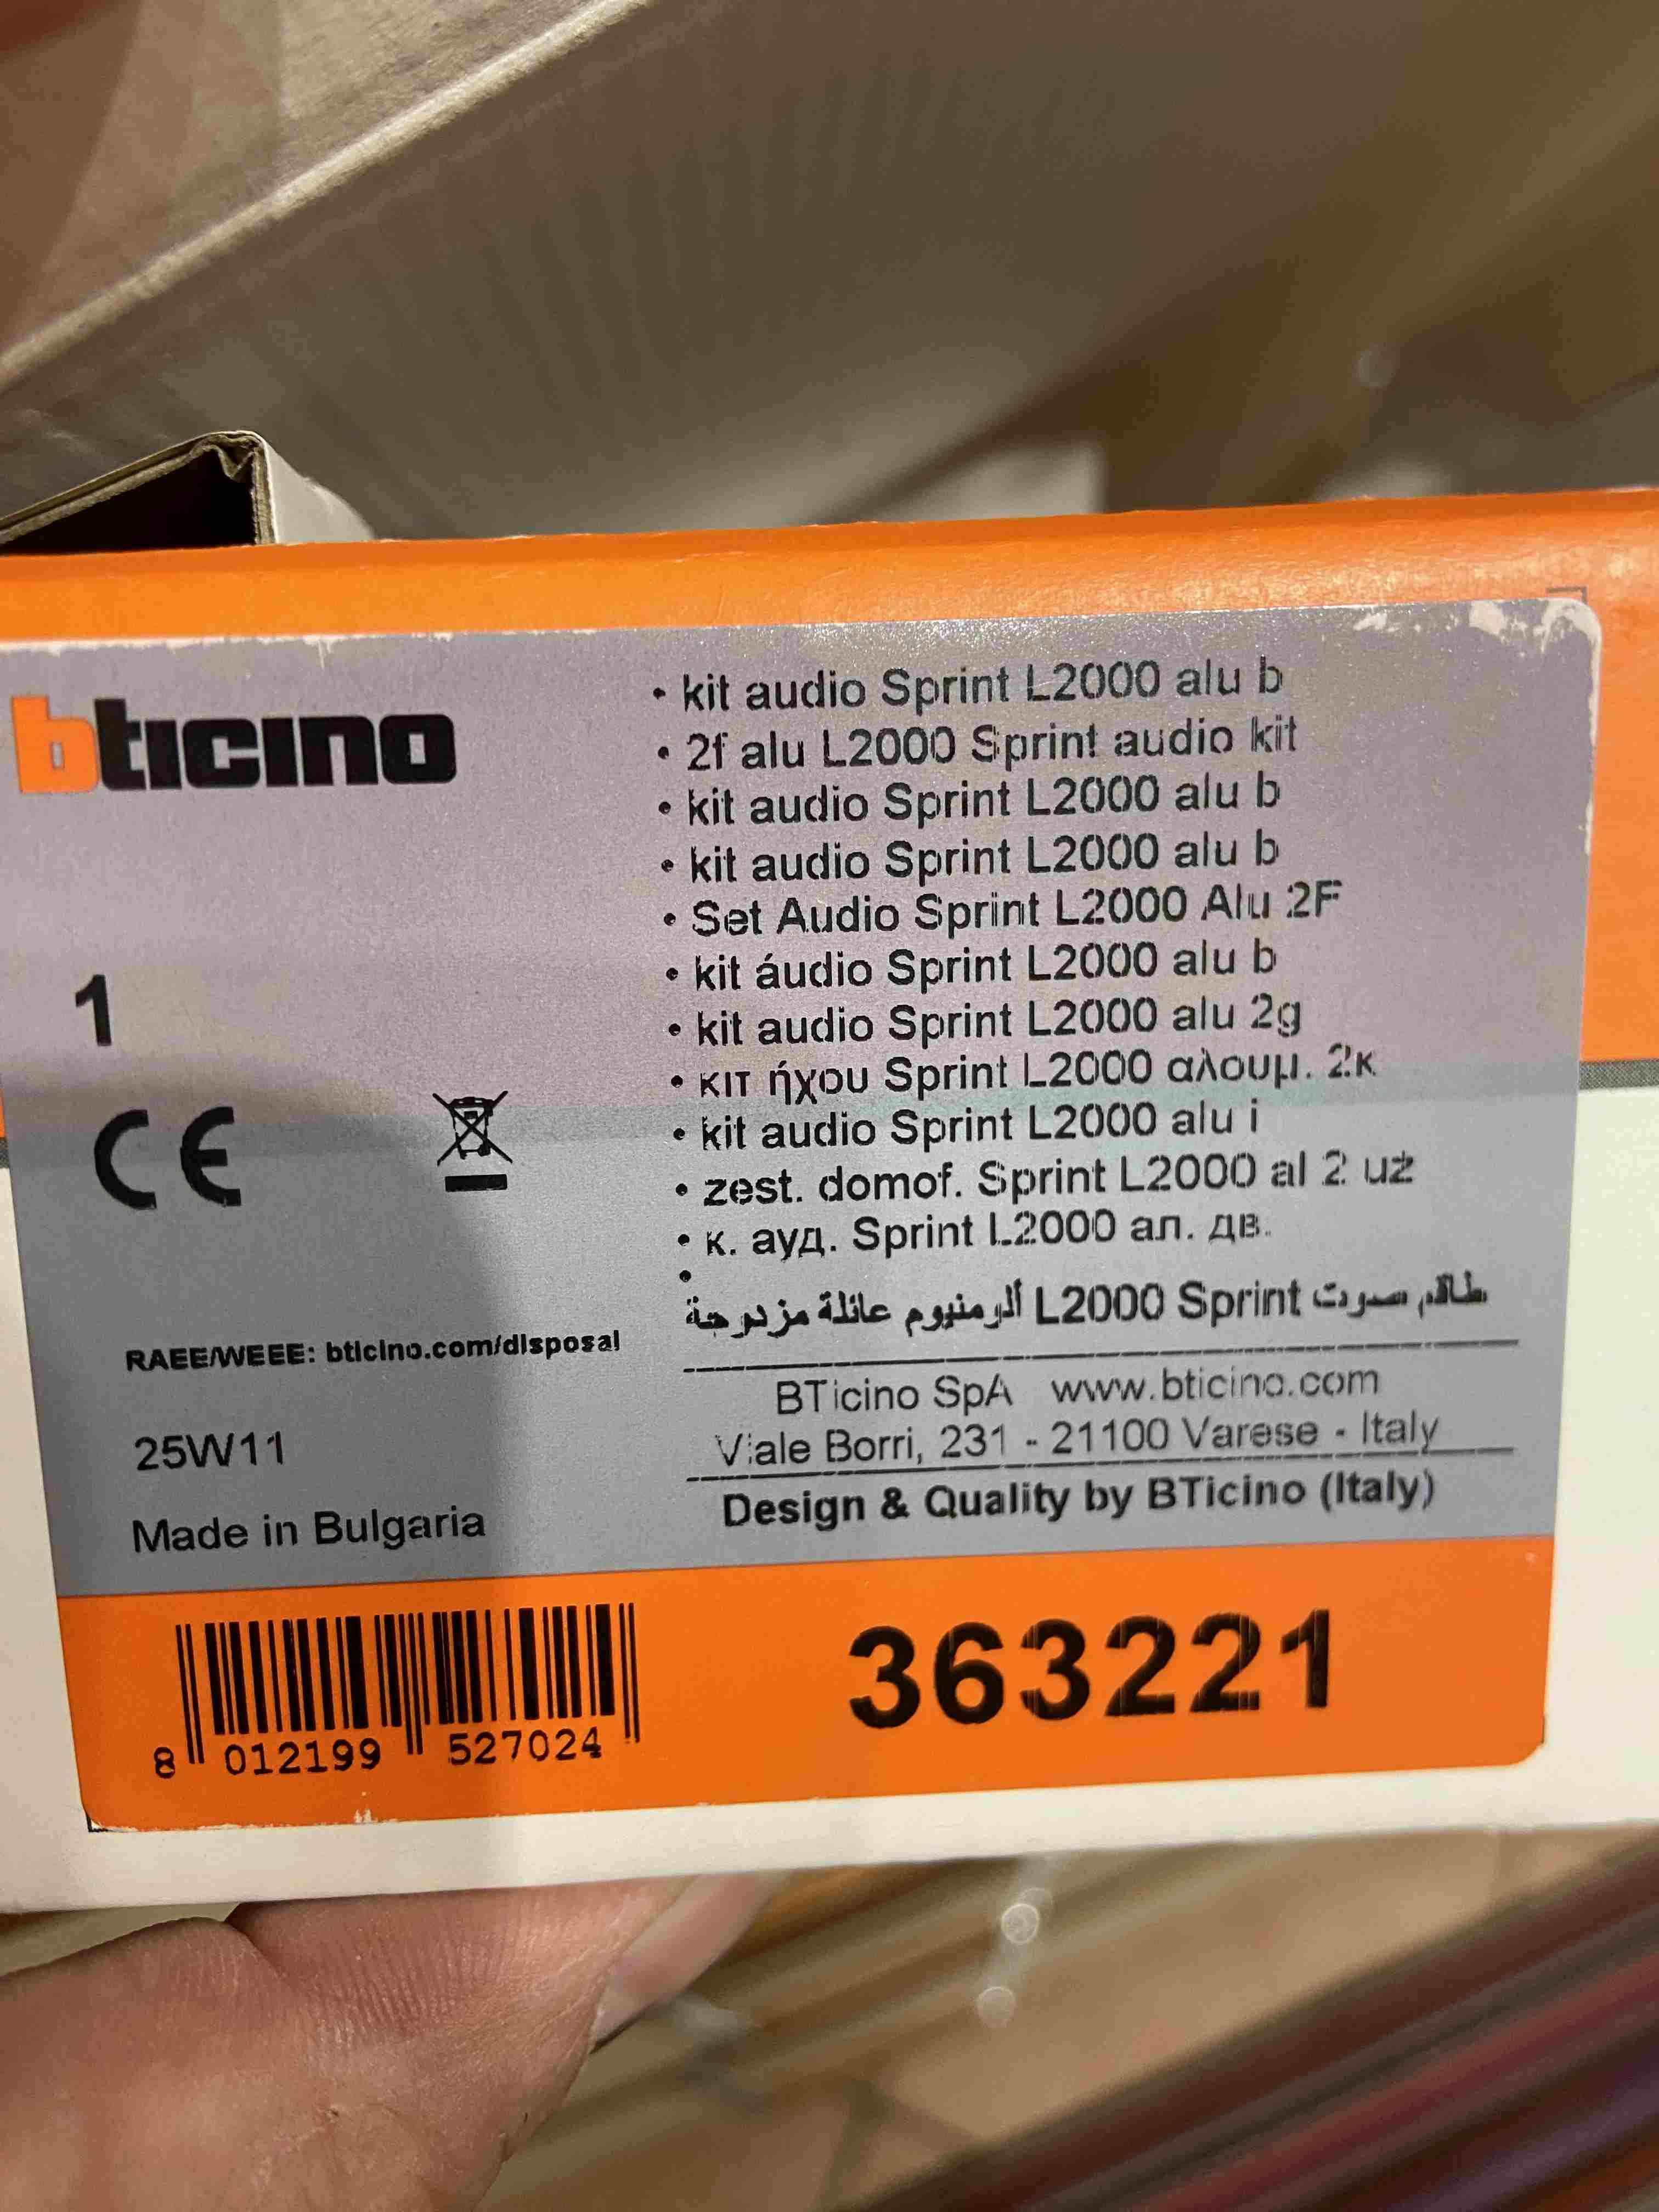 bticino
1
CE
RAEE/WEEE: bticino.com/disposal
25W11
Made in Bulgaria
• kit audio Sprint L2000 alu b
• 2f alu L2000 Sprint audio kit
• kit audio Sprint L2000 alu b
• kit audio Sprint L2000 alu b
• Set Audio Sprint L2000 Alu 2F
• kit áudio Sprint L2000 alu b
• kit audio Sprint L2000 alu 2g
• κιτ ήχου Sprint L2000 αλουμ. 2κ
• kit audio Sprint L2000 alu i
• zest. domof. Sprint L2000 al 2 uż
• к. ауд. Sprint L2000 ал. дв.
•
طاقم صوت L2000 Sprint ألومنيوم عائلة مزدوجة
BTicino SpA www.bticino.com
Viale Borri, 231 - 21100 Varese - Italy
Design & Quality by BTicino (Italy)
8 012199 527024
363221